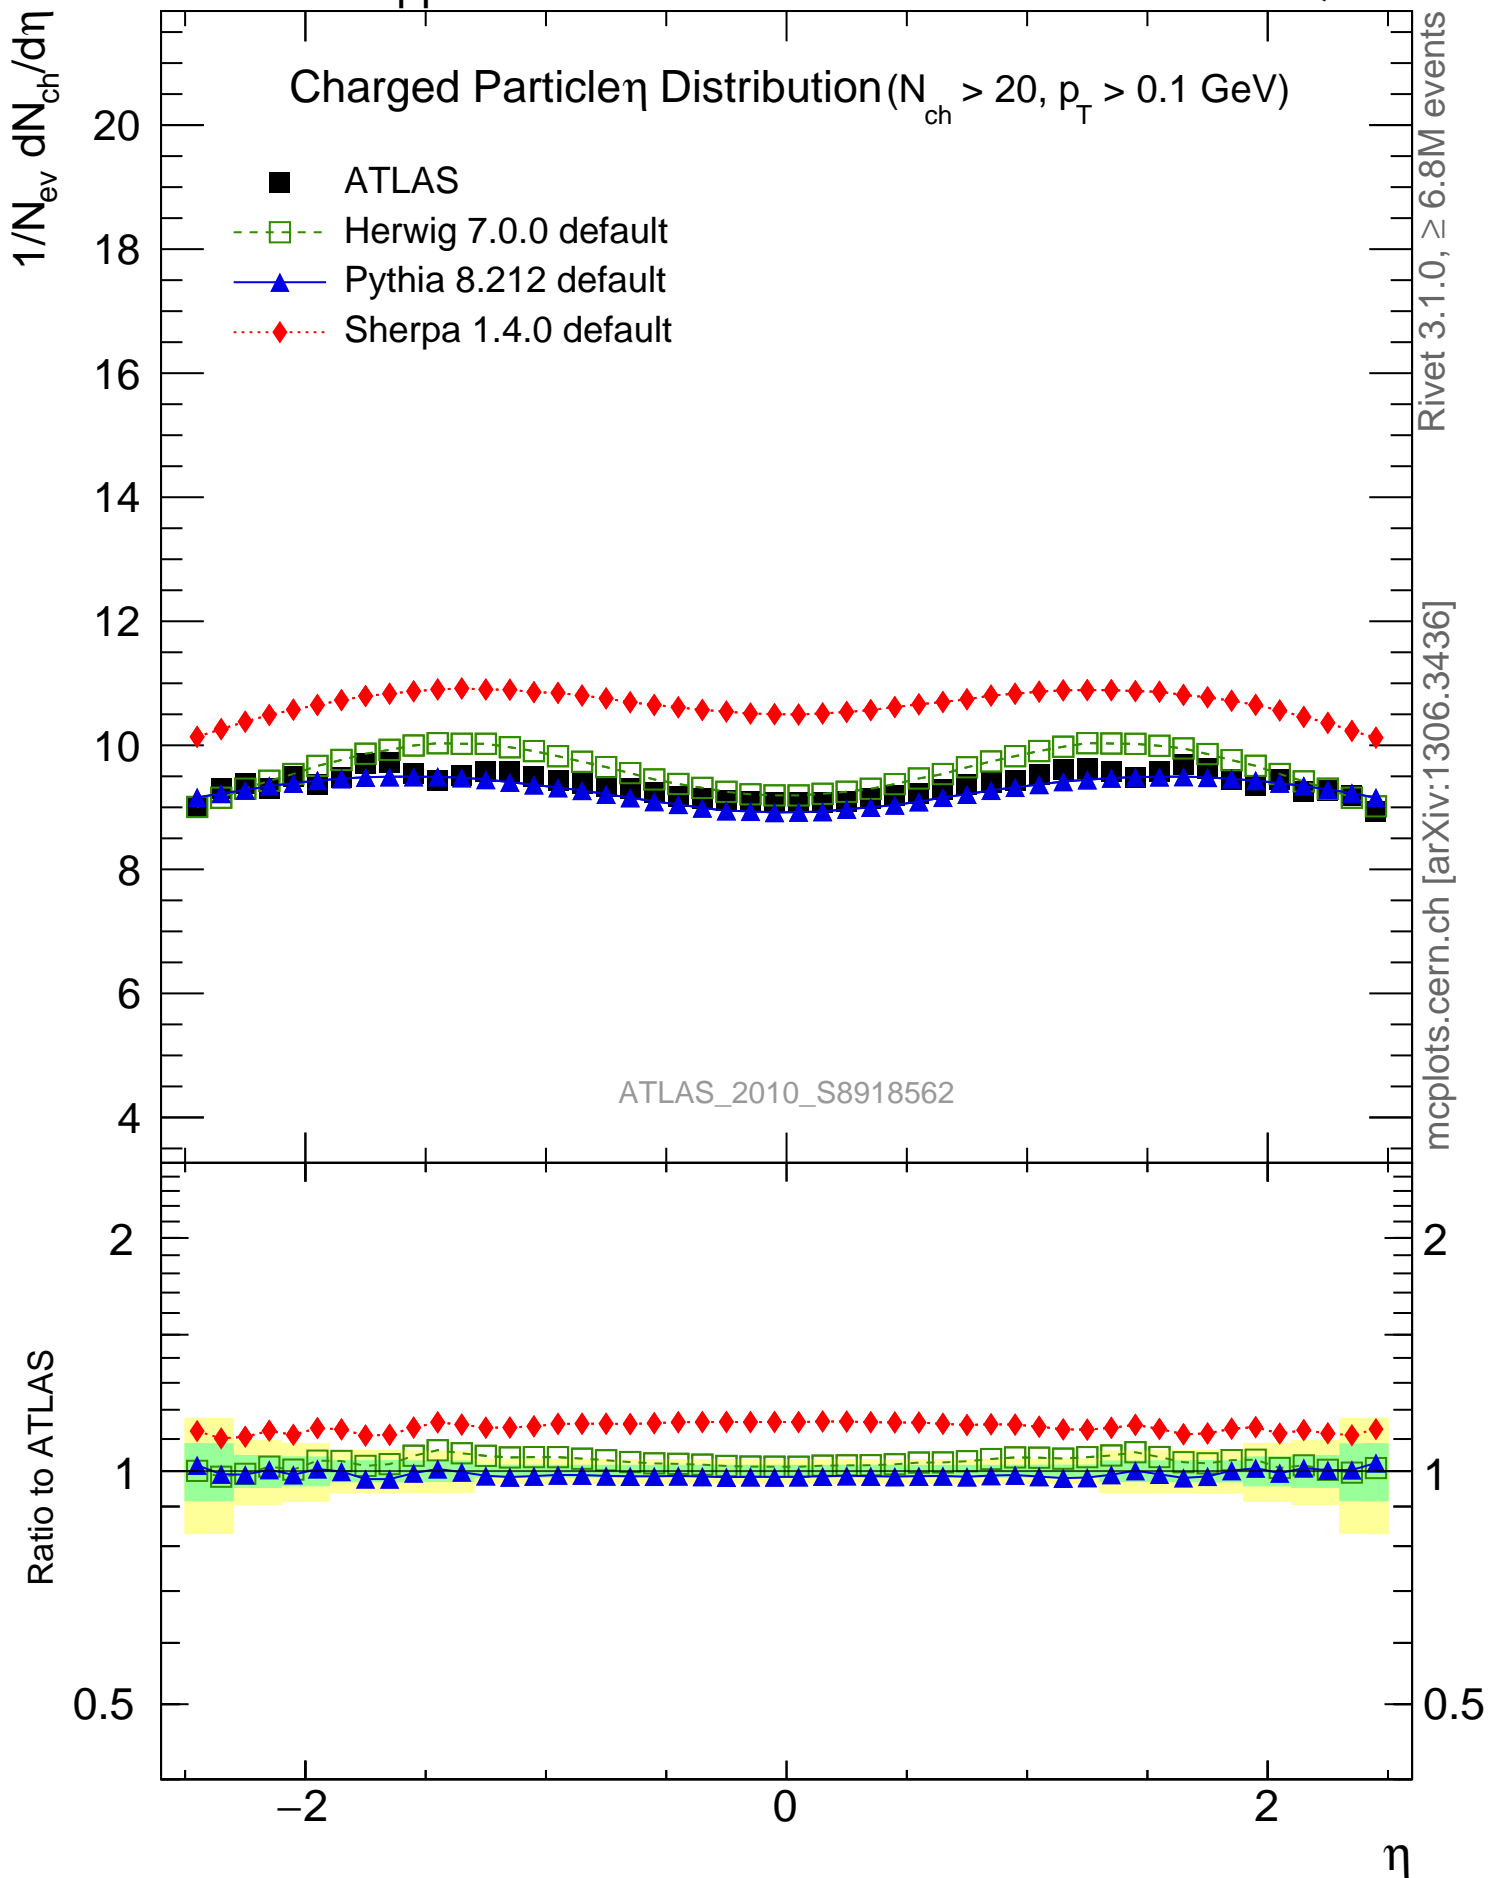 pp
Charged Particleη Distribution (N_ch > 20, p_T > 0.1 GeV)
1/N_ev dN_ch/dη
ATLAS
Herwig 7.0.0 default
Pythia 8.212 default
Sherpa 1.4.0 default
20
18
16
14
12
10
8
6
4
ATLAS_2010_S8918562
Rivet 3.1.0, ≥ 6.8M events
mcplots.cern.ch [arXiv:1306.3436]
Ratio to ATLAS
2
1
0.5
2
1
0.5
−2
0
2
η